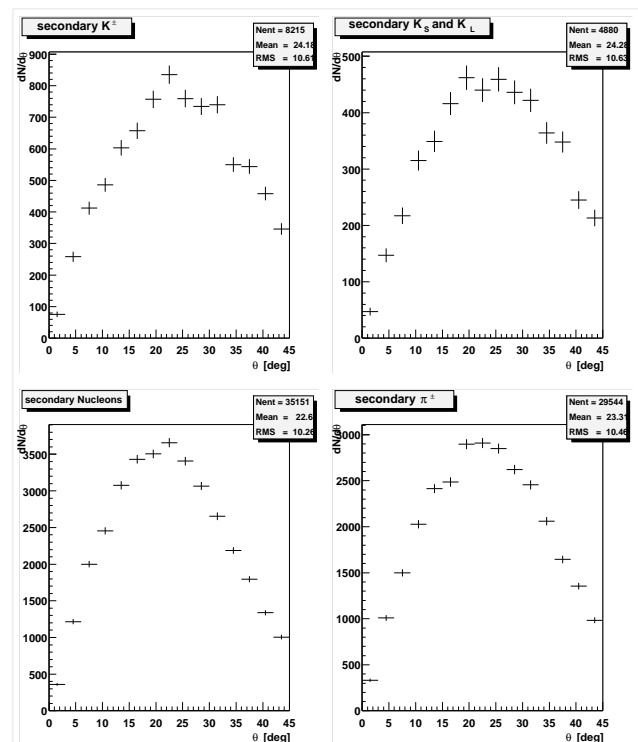 secondary K±
Nent = 8215
Mean = 24.18
RMS = 10.61
dN/dθ
900
800
700
600
500
400
300
200
100
0
0 5 10 15 20 25 30 35 40 45
θ [deg]
secondary K S and K L
Nent = 4880
Mean = 24.28
RMS = 10.63
dN/dθ
500
400
300
200
100
0
0 5 10 15 20 25 30 35 40 45
θ [deg]
secondary Nucleons
Nent = 35151
Mean = 22.6
RMS = 10.26
dN/dθ
3500
3000
2500
2000
1500
1000
500
0
0 5 10 15 20 25 30 35 40 45
θ [deg]
secondary π±
Nent = 29544
Mean = 23.31
RMS = 10.46
dN/dθ
3000
2500
2000
1500
1000
500
0
0 5 10 15 20 25 30 35 40 45
θ [deg]